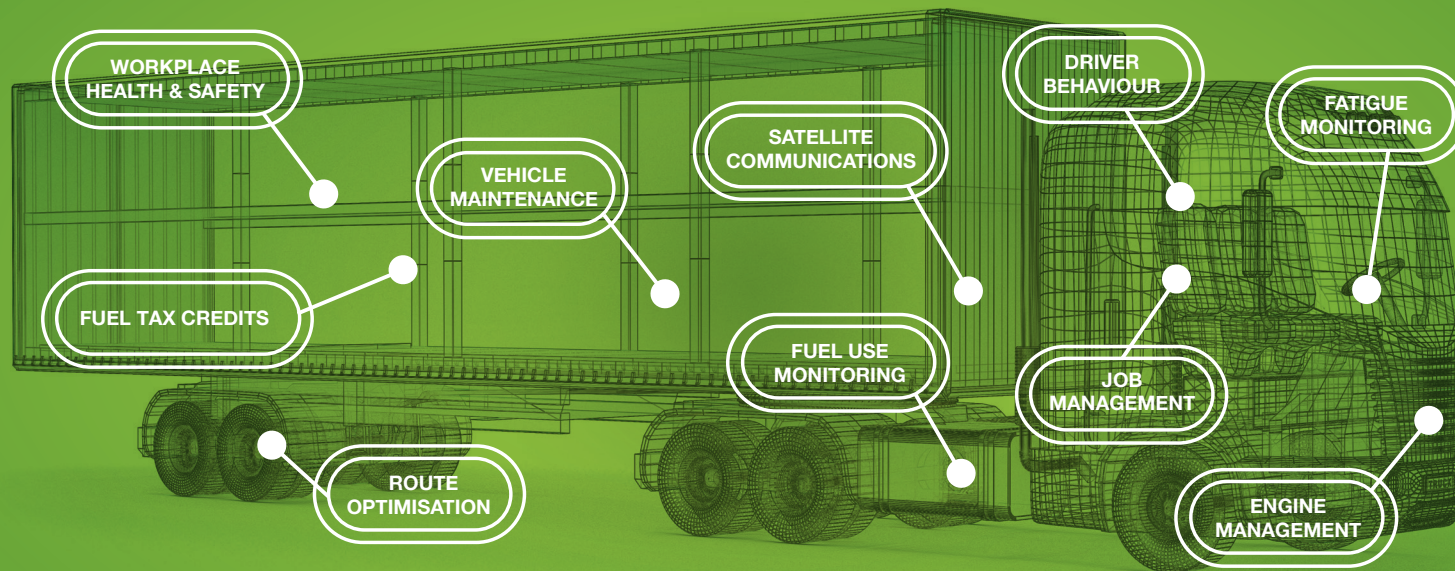 WORKPLACE
HEALTH & SAFETY
DRIVER
BEHAVIOUR
FATIGUE
MONITORING
SATELLITE
COMMUNICATIONS
VEHICLE
MAINTENANCE
FUEL TAX CREDITS
FUEL USE
MONITORING
JOB
MANAGEMENT
ROUTE
OPTIMISATION
ENGINE
MANAGEMENT